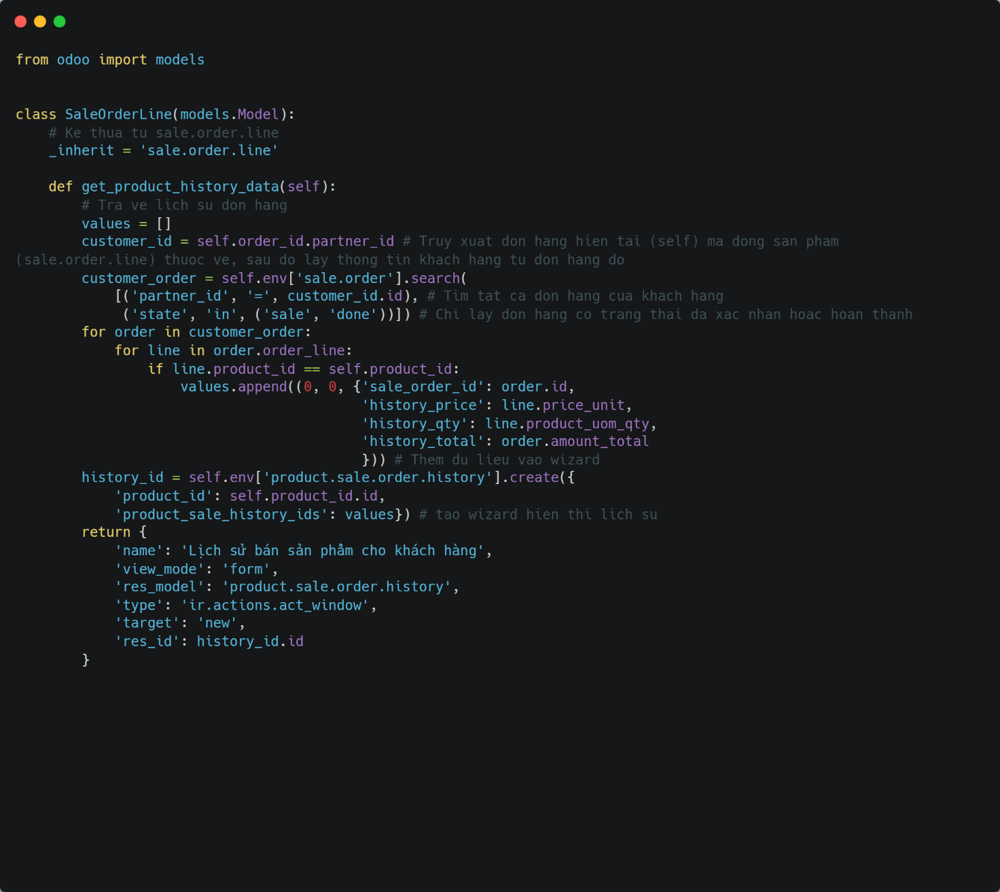 from odoo import models
class SaleOrderLine(models.Model):
    # Ke thua tu sale.order.line
    _inherit = 'sale.order.line'
    def get_product_history_data(self):
        # Tra ve lich su don hang
        values = []
        customer_id = self.order_id.partner_id # Truy xuat don hang hien tai (self) ma dong san pham
(sale.order.line) thuoc ve, sau do lay thong tin khach hang tu don hang do
        customer_order = self.env['sale.order'].search(
            [('partner_id', '=', customer_id.id), # Tim tat ca don hang cua khach hang
             ('state', 'in', ('sale', 'done'))]) # Chi lay don hang co trang thai da xac nhan hoac hoan thanh
        for order in customer_order:
            for line in order.order_line:
                if line.product_id == self.product_id:
                    values.append((0, 0, {'sale_order_id': order.id,
                                          'history_price': line.price_unit,
                                          'history_qty': line.product_uom_qty,
                                          'history_total': order.amount_total
                                          })) # Them du lieu vao wizard
        history_id = self.env['product.sale.order.history'].create({
            'product_id': self.product_id.id,
            'product_sale_history_ids': values}) # tao wizard hien thi lich su
        return {
            'name': 'Lịch sử bán sản phẩm cho khách hàng',
            'view_mode': 'form',
            'res_model': 'product.sale.order.history',
            'type': 'ir.actions.act_window',
            'target': 'new',
            'res_id': history_id.id
        }